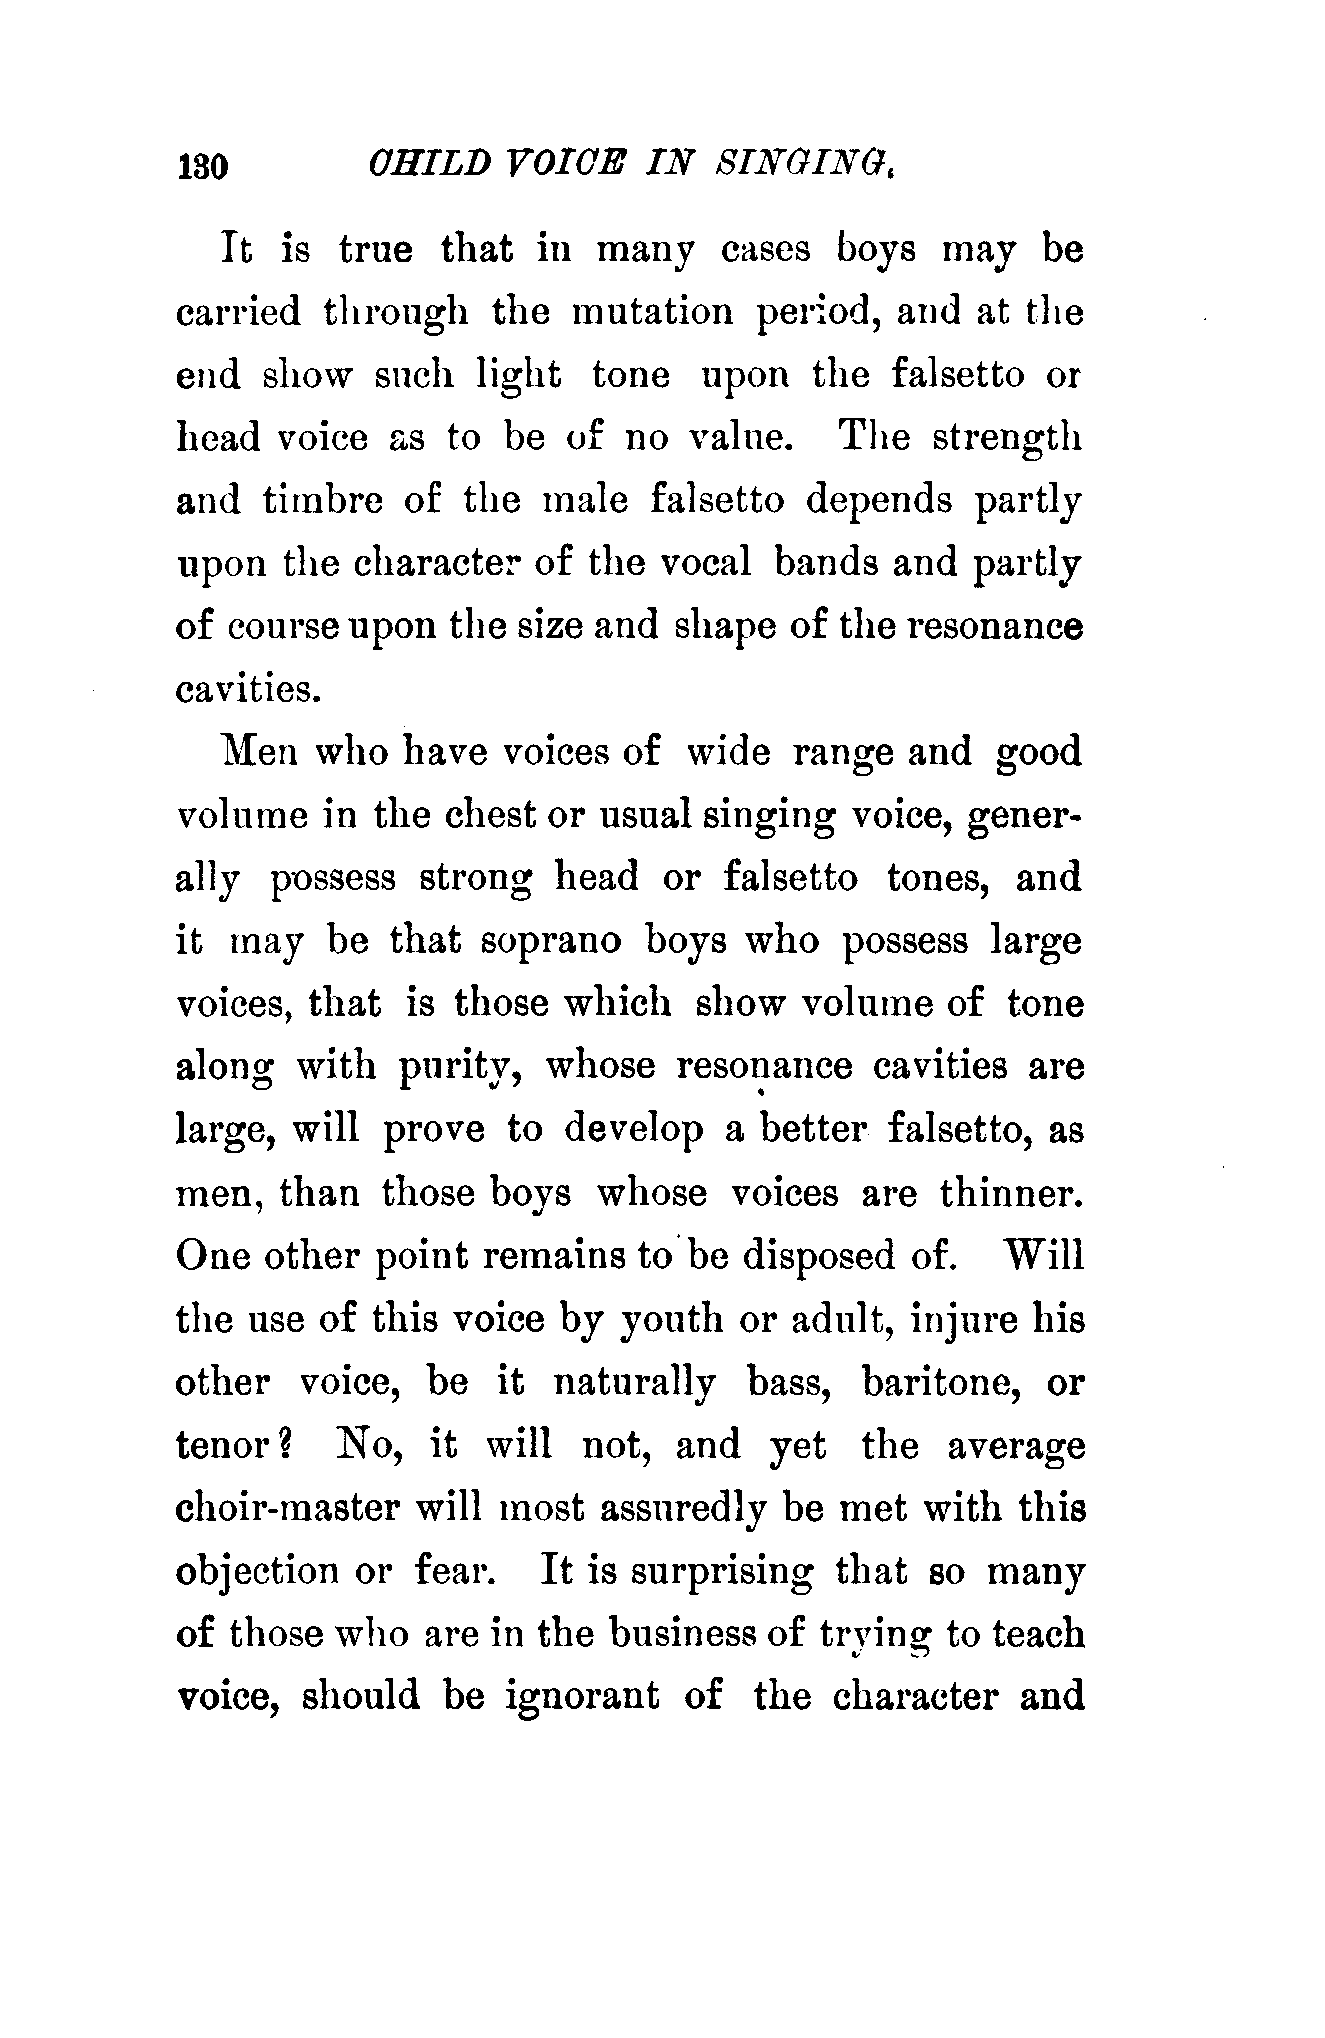 130 CHILD VOICE IN SINGING.
It is true that in many cases boys may be
carried through the mutation period, and at the
end show such light tone upon the falsetto or
head voice as to be of no value. The strength
and timbre of the male falsetto depends partly
upon the character of the vocal bands and partly
of course upon the size and shape of the resonance
cavities.
Men who have voices of wide range and good
volume in the chest or usual singing voice, gener-
ally possess strong head or falsetto tones, and
it may be that soprano boys who possess large
voices, that is those which show volume of tone
along with purity, whose resonance cavities are
large, will prove to develop a better falsetto, as
men, than those boys whose voices are thinner.
One other point remains to be disposed of. Will
the use of this voice by youth or adult, injure his
other voice, be it naturally bass, baritone, or
tenor? No, it will not, and yet the average
choir-master will most assuredly be met with this
objection or fear. It is surprising that so many
of those who are in the business of trying to teach
voice, should be ignorant of the character and